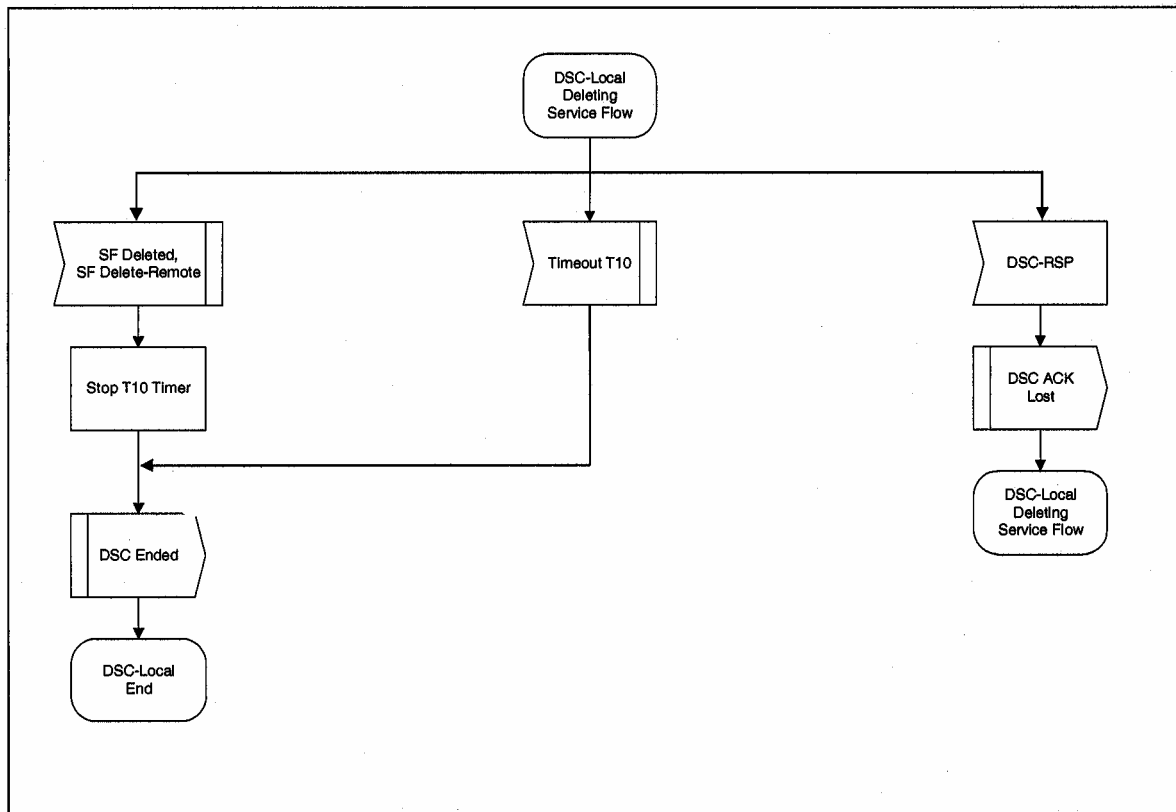 DSC-Local
Deleting
Service Flow
SF Deleted,
SF Delete-Remote
Timeout T10
DSC-RSP
Stop T10 Timer
DSC ACK
Lost
DSC-Local
Deleting
Service Flow
DSC Ended
DSC-Local
End